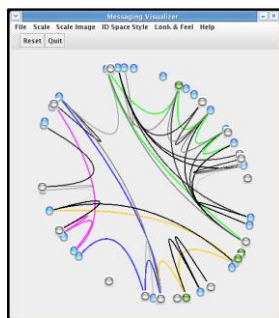 Messaging Visualizer
File Scale Scale Image ID Space Style Look & Feel Help
Reset Quit